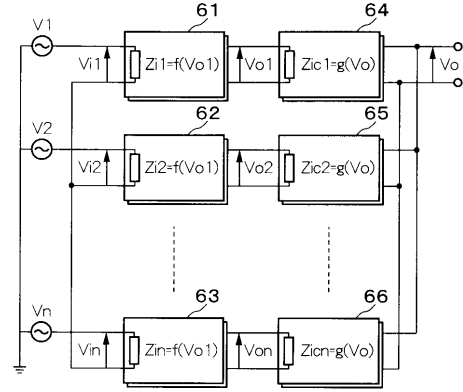 61
64
V1
Vi1
Zi1=f(Vo1)
Vo1
Zic1=g(Vo)
Vo
62
65
V2
Vi2
Zi2=f(Vo1)
Vo2
Zic2=g(Vo)
63
66
Vn
Vin
Zin=f(Vo1)
Von
Zicn=g(Vo)